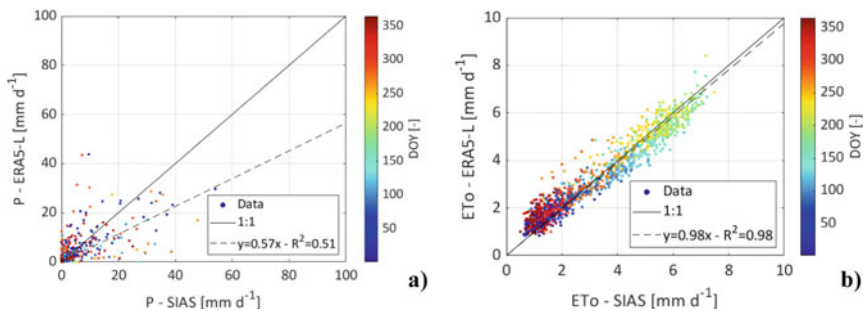 100
80
60
40
20
0
0 20 40 60 80 100
P - ERA5-L [mm d⁻¹]
P - SIAS [mm d⁻¹]
Data
1:1
y=0.57x - R²=0.51
350
300
250
200
150
100
50
DOY [-]
a)
10
8
6
4
2
0
0 2 4 6 8 10
ETo - ERA5-L [mm d⁻¹]
ETo - SIAS [mm d⁻¹]
Data
1:1
y=0.98x - R²=0.98
350
300
250
200
150
100
50
DOY [-]
b)